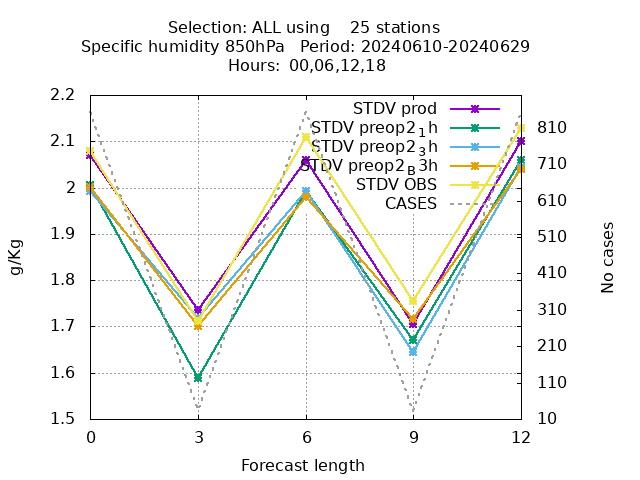 Selection: ALL using    25 stations
Specific humidity 850hPa   Period: 20240610-20240629
Hours: 00,06,12,18
2.2
2.1
2
1.9
1.8
1.7
1.6
1.5
g/Kg
STDV prod
STDV preop2₁h
STDV preop2₃h
STDV preop2_B3h
STDV OBS
CASES
810
710
610
510
410
310
210
110
10
No cases
0 3 6 9 12
Forecast length